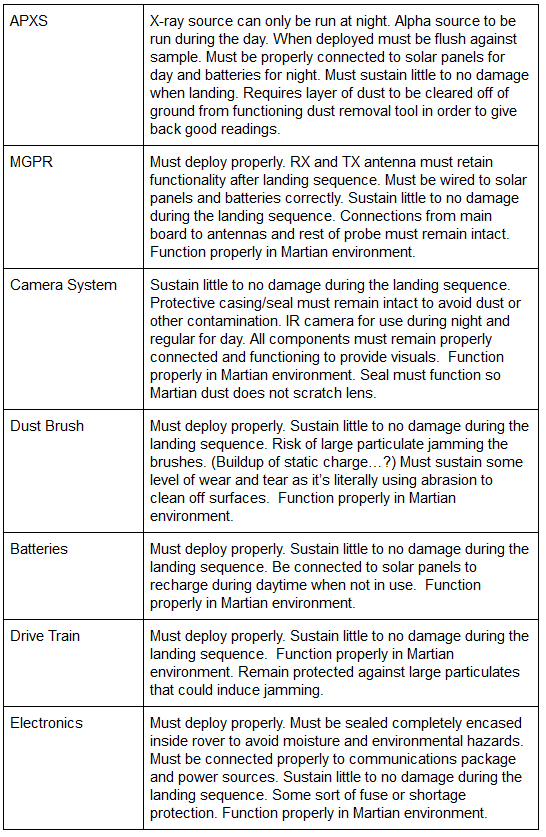 APXS
X-ray source can only be run at night. Alpha source to be
run during the day. When deployed must be flush against
sample. Must be properly connected to solar panels for
day and batteries for night. Must sustain little to no damage
when landing. Requires layer of dust to be cleared off of
ground from functioning dust removal tool in order to give
back good readings.
MGPR
Must deploy properly. RX and TX antenna must retain
functionality after landing sequence. Must be wired to solar
panels and batteries correctly. Sustain little to no damage
during the landing sequence. Connections from main
board to antennas and rest of probe must remain intact.
Function properly in Martian environment.
Camera System
Sustain little to no damage during the landing sequence.
Protective casing/seal must remain intact to avoid dust or
other contamination. IR camera for use during night and
regular for day. All components must remain properly
connected and functioning to provide visuals.  Function
properly in Martian environment. Seal must function so
Martian dust does not scratch lens.
Dust Brush
Must deploy properly. Sustain little to no damage during the
landing sequence. Risk of large particulate jamming the
brushes. (Buildup of static charge…?) Must sustain some
level of wear and tear as it's literally using abrasion to
clean off surfaces.  Function properly in Martian
environment.
Batteries
Must deploy properly. Sustain little to no damage during the
landing sequence. Be connected to solar panels to
recharge during daytime when not in use.  Function
properly in Martian environment.
Drive Train
Must deploy properly. Sustain little to no damage during the
landing sequence.  Function properly in Martian
environment. Remain protected against large particulates
that could induce jamming.
Electronics
Must deploy properly. Must be sealed completely encased
inside rover to avoid moisture and environmental hazards.
Must be connected properly to communications package
and power sources. Sustain little to no damage during the
landing sequence. Some sort of fuse or shortage
protection. Function properly in Martian environment.